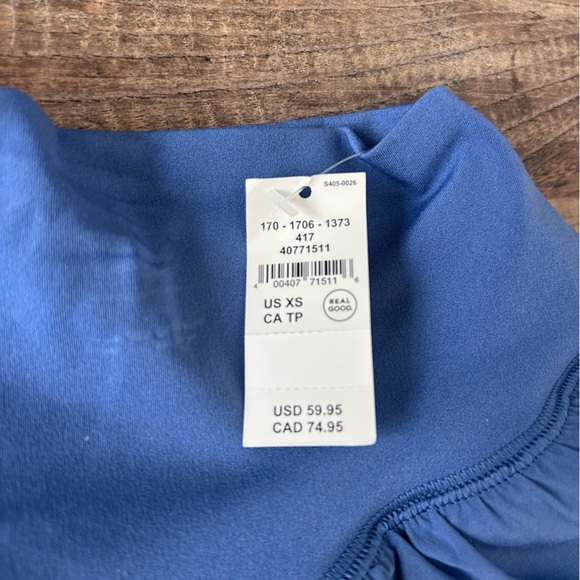 S405-0026
170 - 1706 - 1373
417
40771511
4 00407 71511 6
US XS
CA TP
REAL
GOOD.
USD 59.95
CAD 74.95